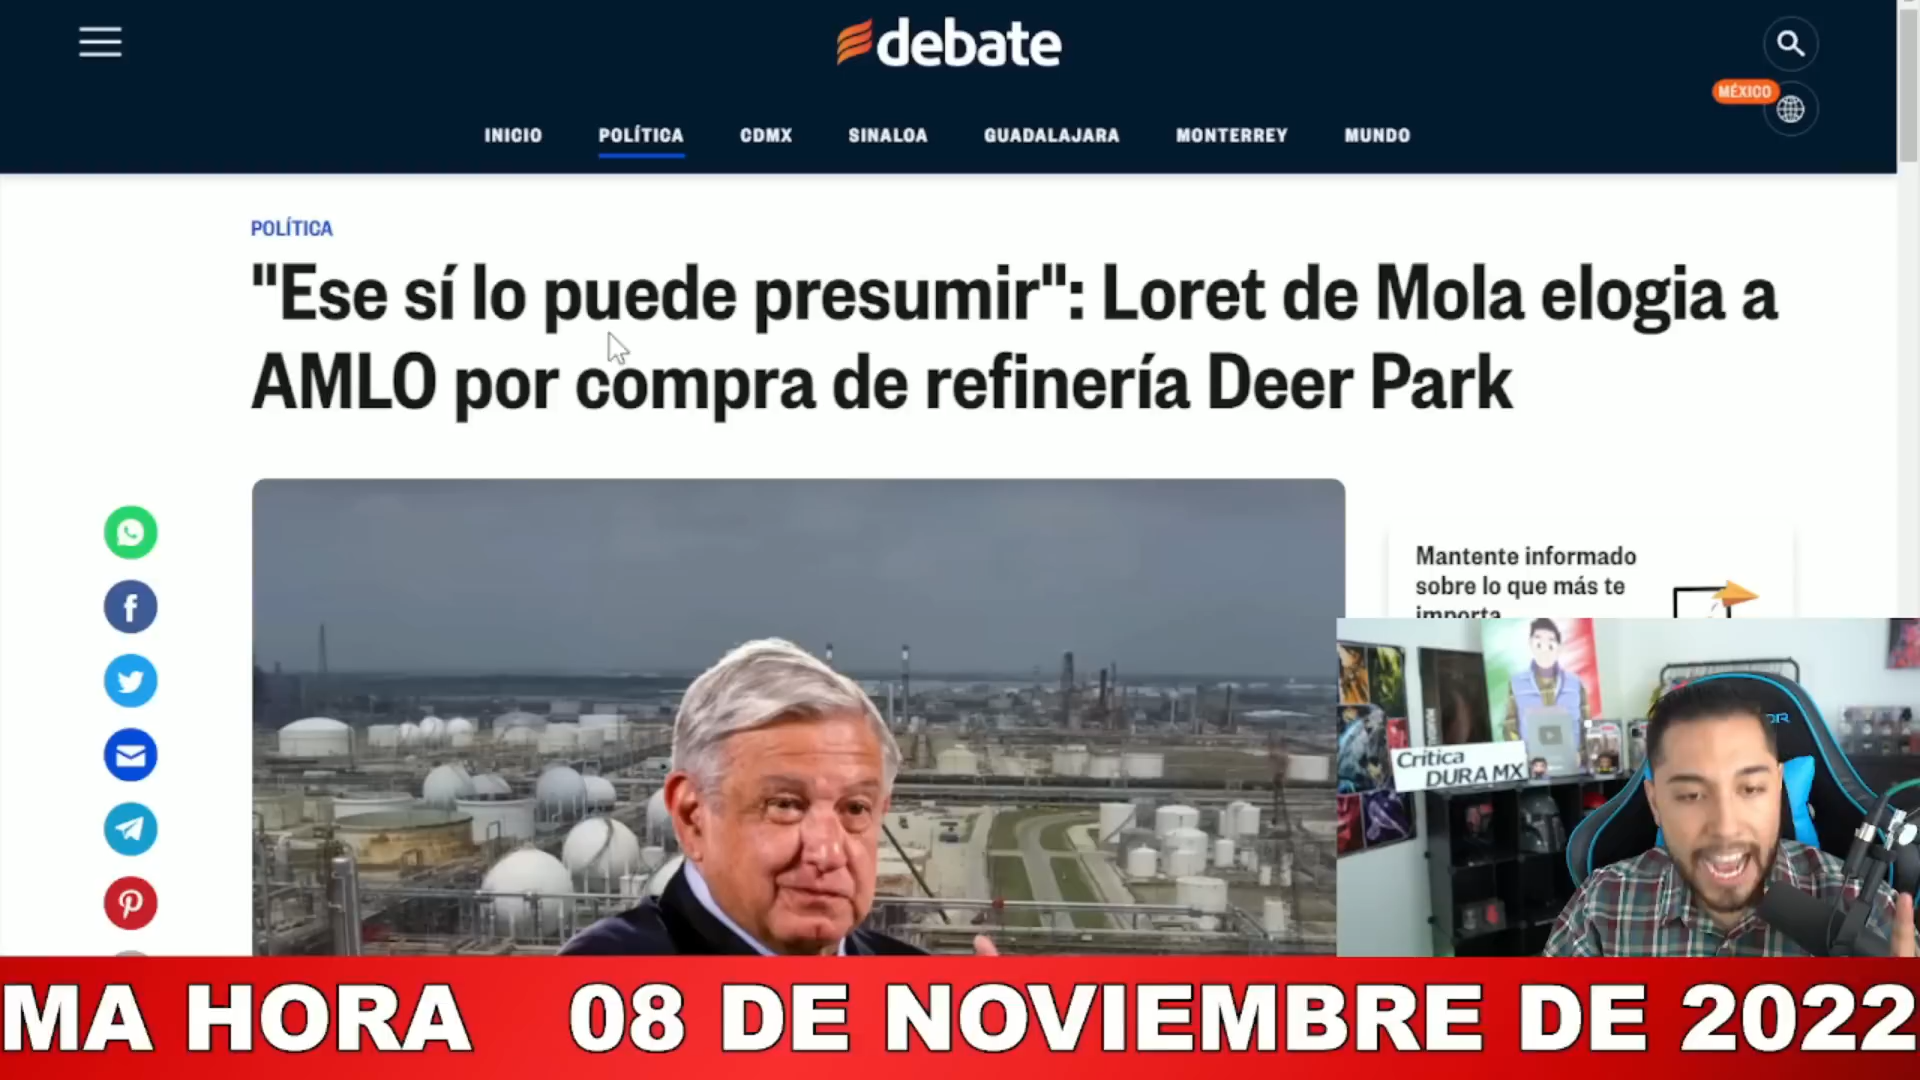 debate
MÉXICO
INICIO POLÍTICA CDMX SINALOA GUADALAJARA MONTERREY MUNDO
POLÍTICA
"Ese sí lo puede presumir": Loret de Mola elogia a
AMLO por compra de refinería Deer Park
Mantente informado
sobre lo que más te
importa
Crítica
DURA MX
MA HORA 08 DE NOVIEMBRE DE 2022